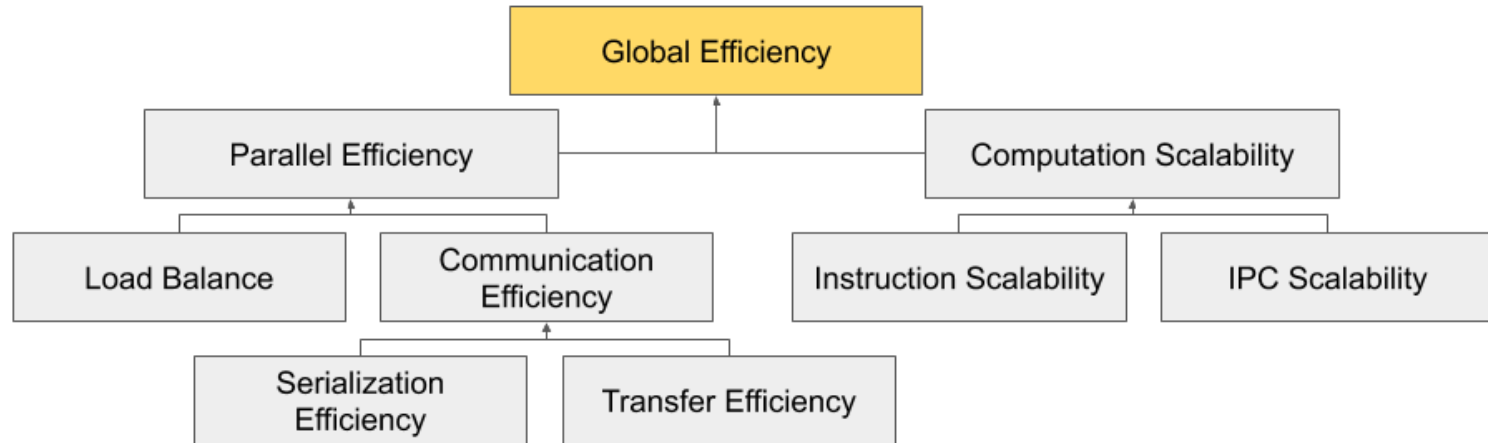 Global Efficiency
Parallel Efficiency
Computation Scalability
Load Balance
Communication
Efficiency
Instruction Scalability
IPC Scalability
Serialization
Efficiency
Transfer Efficiency